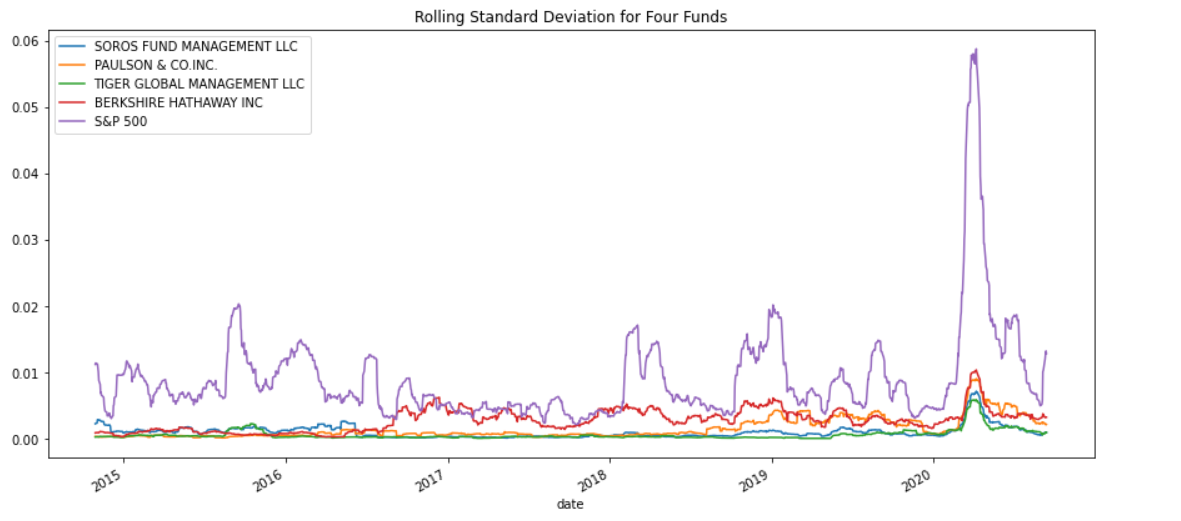 Rolling Standard Deviation for Four Funds
0.06
0.05
0.04
0.03
0.02
0.01
0.00
SOROS FUND MANAGEMENT LLC
PAULSON & CO.INC.
TIGER GLOBAL MANAGEMENT LLC
BERKSHIRE HATHAWAY INC
S&P 500
2015
2016
2017
2018
2019
2020
date